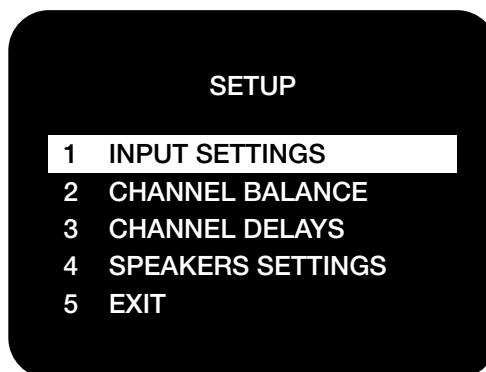 SETUP
1 INPUT SETTINGS
2 CHANNEL BALANCE
3 CHANNEL DELAYS
4 SPEAKERS SETTINGS
5 EXIT